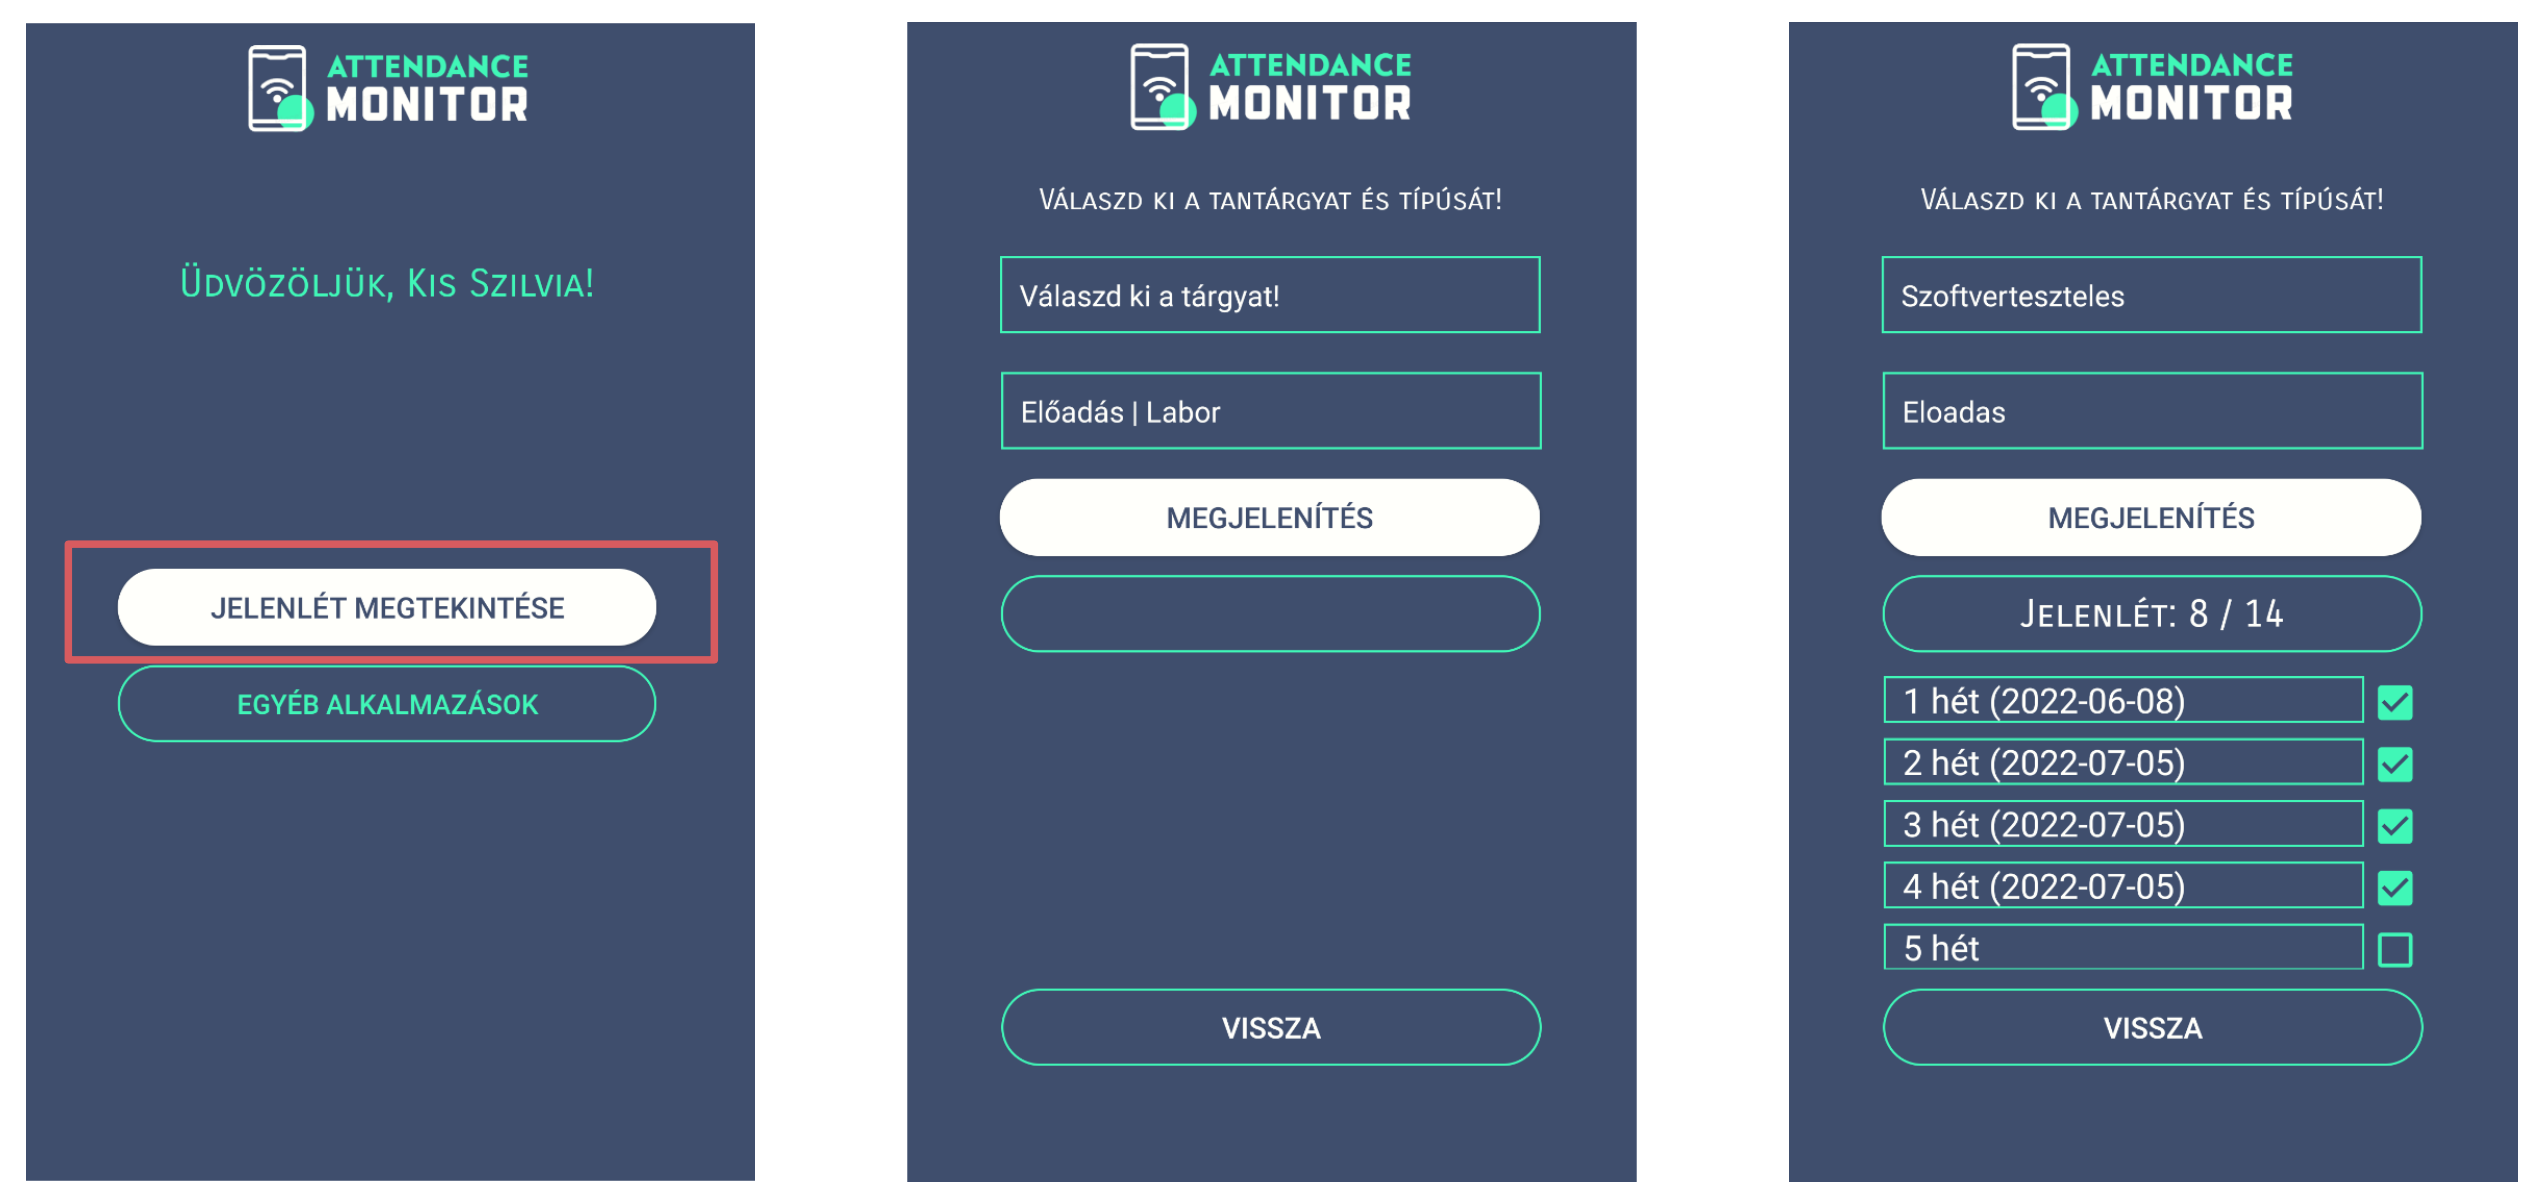 ATTENDANCE
MONITOR
Üdvözöljük, Kis Szilvia!
JELENLÉT MEGTEKINTÉSE
EGYÉB ALKALMAZÁSOK
ATTENDANCE
MONITOR
Válaszd ki a tantárgyat és típúsát!
Válaszd ki a tárgyat!
Előadás | Labor
MEGJELENÍTÉS
VISSZA
ATTENDANCE
MONITOR
Válaszd ki a tantárgyat és típúsát!
Szoftverteszteles
Eloadas
MEGJELENÍTÉS
Jelenlét: 8 / 14
1 hét (2022-06-08)
2 hét (2022-07-05)
3 hét (2022-07-05)
4 hét (2022-07-05)
5 hét
VISSZA